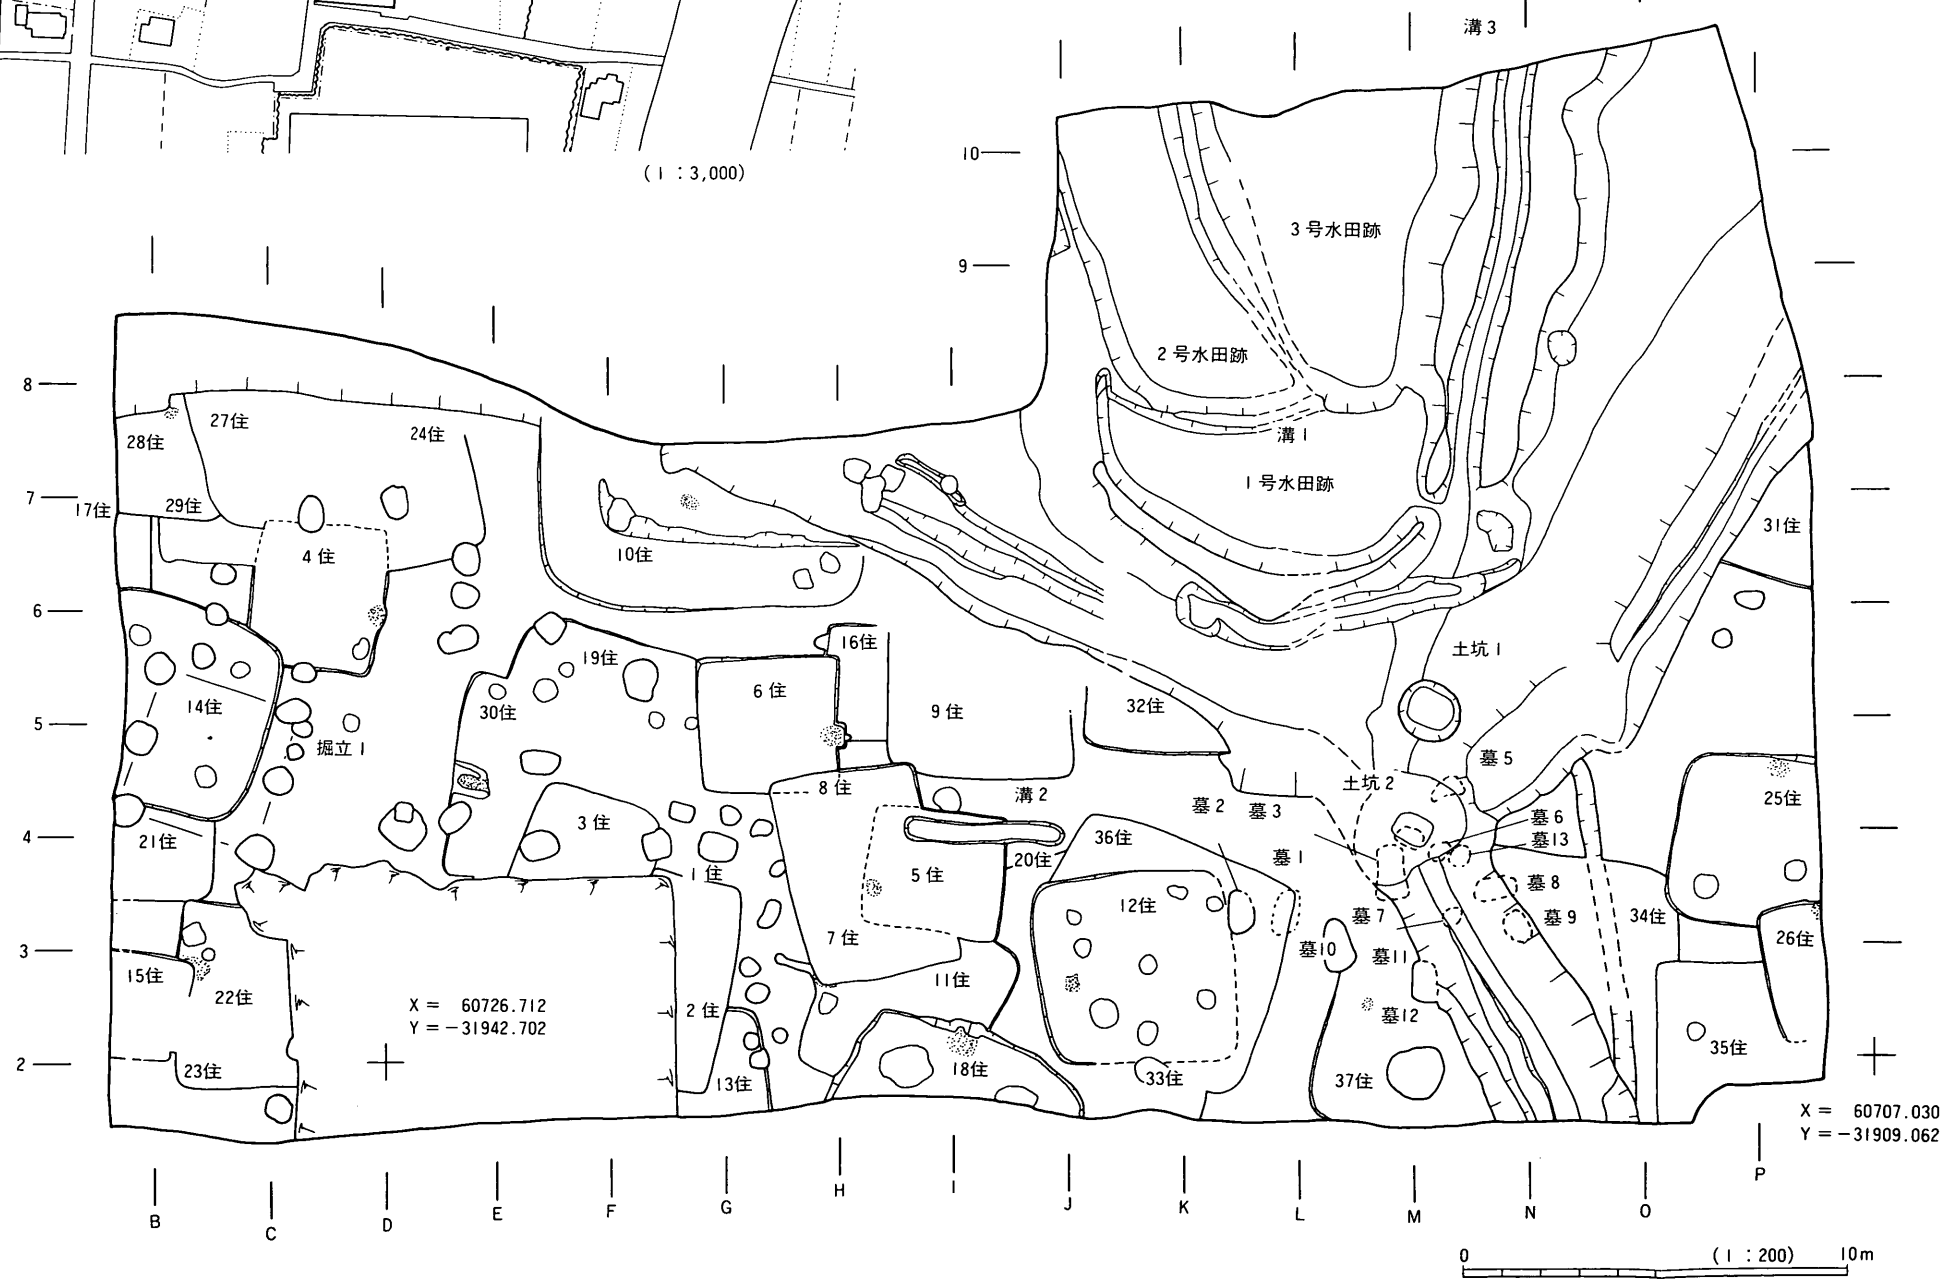 (1 : 3,000)
溝3
10
9
8
7
6
5
4
3
2
3号水田跡
2号水田跡
溝1
1号水田跡
27住
24住
28住
17住
29住
4住
10住
31住
土坑1
16住
19住
6住
14住
30住
9住
32住
掘立1
墓5
土坑2
8住
溝2
墓2
墓3
25住
3住
墓6
墓13
21住
36住
20住
墓1
1住
5住
墓8
12住
墓7
墓9
34住
7住
墓10
墓11
26住
15住
11住
22住
2住
墓12
X = 60726.712
Y = -31942.702
35住
23住
13住
18住
33住
37住
X = 60707.030
Y = -31909.062
B
C
D
E
F
G
H
I
J
K
L
M
N
O
P
0 (1 : 200) 10m